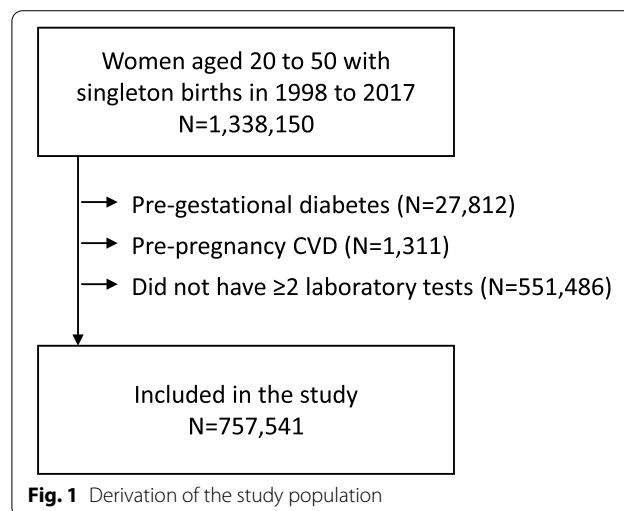 Women aged 20 to 50 with
singleton births in 1998 to 2017
N=1,338,150
Pre-gestational diabetes (N=27,812)
Pre-pregnancy CVD (N=1,311)
Did not have ≥2 laboratory tests (N=551,486)
Included in the study
N=757,541
Fig. 1 Derivation of the study population